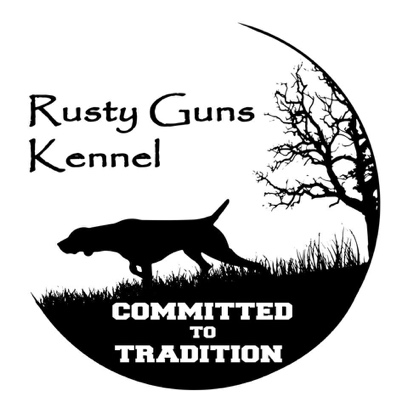 Rusty Guns
Kennel
COMMITTED
TO
TRADITION